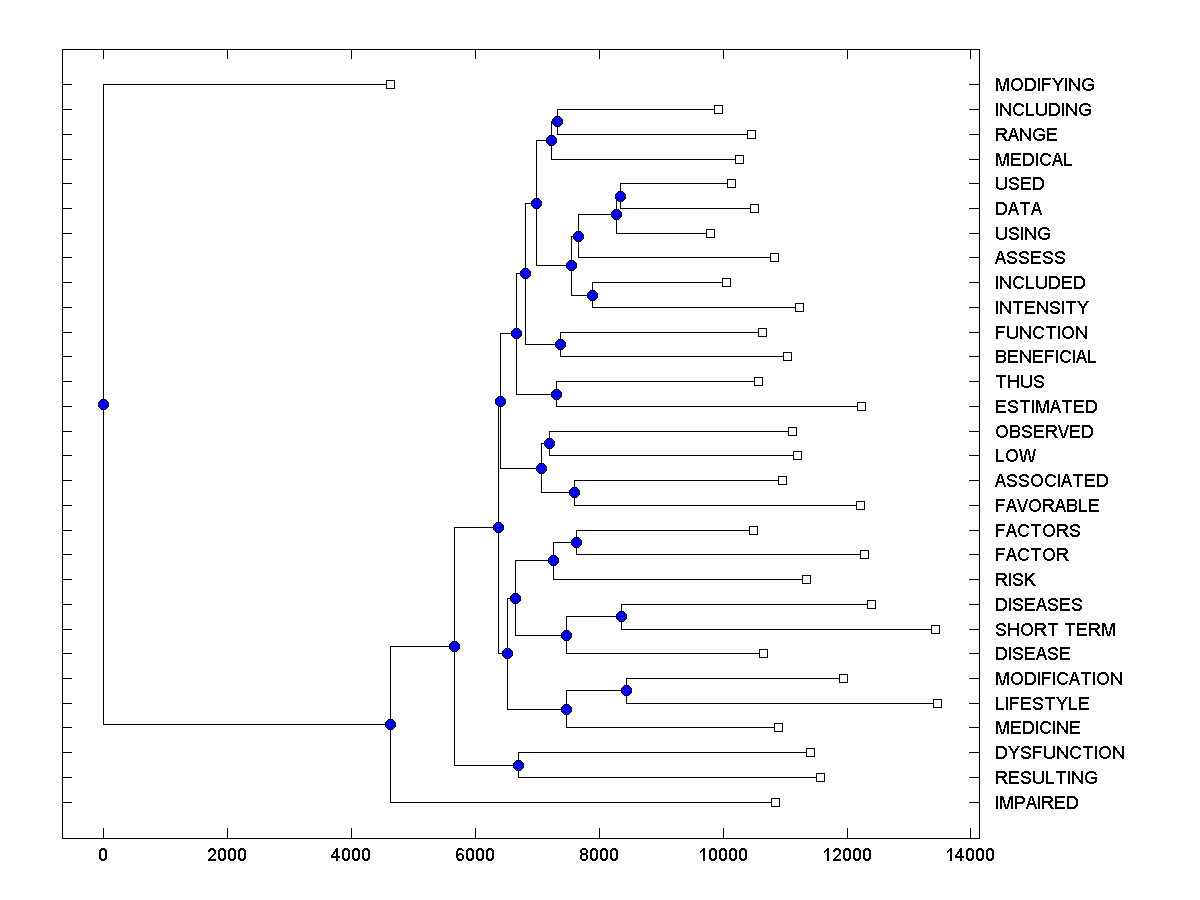 MODIFYING
INCLUDING
RANGE
MEDICAL
USED
DATA
USING
ASSESS
INCLUDED
INTENSITY
FUNCTION
BENEFICIAL
THUS
ESTIMATED
OBSERVED
LOW
ASSOCIATED
FAVORABLE
FACTORS
FACTOR
RISK
DISEASES
SHORT TERM
DISEASE
MODIFICATION
LIFESTYLE
MEDICINE
DYSFUNCTION
RESULTING
IMPAIRED
0 2000 4000 6000 8000 10000 12000 14000